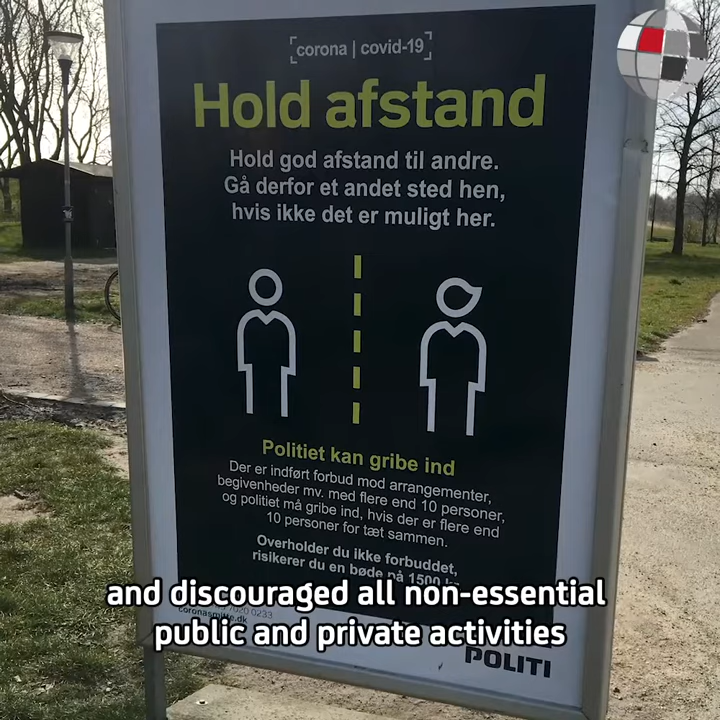 corona | covid-19
Hold afstand
Hold god afstand til andre.
Gå derfor et andet sted hen,
hvis ikke det er muligt her.
Politiet kan gribe ind
Der er indført forbud mod arrangementer,
begivenheder mv. med flere end 10 personer,
og politiet må gribe ind, hvis der er flere end
10 personer for tæt sammen.
Overholder du ikke forbuddet,
risikerer du en bøde på 1500
and discouraged all non-essential
public and private activities
0233
coronasmitte.dk
POLITI